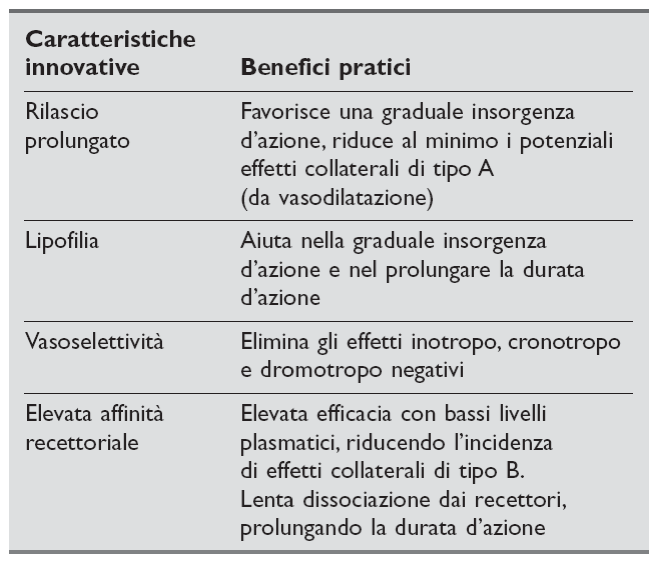 Caratteristiche
innovative Benefici pratici
Rilascio Favorisce una graduale insorgenza
prolungato d’azione, riduce al minimo i potenziali
effetti collaterali di tipo A
(da vasodilatazione)
Lipofilia Aiuta nella graduale insorgenza
d’azione e nel prolungare la durata
d’azione
Vasoselettività Elimina gli effetti inotropo, cronotropo
e dromotropo negativi
Elevata affinità Elevata efficacia con bassi livelli
recettoriale plasmatici, riducendo l’incidenza
di effetti collaterali di tipo B.
Lenta dissociazione dai recettori,
prolungando la durata d’azione